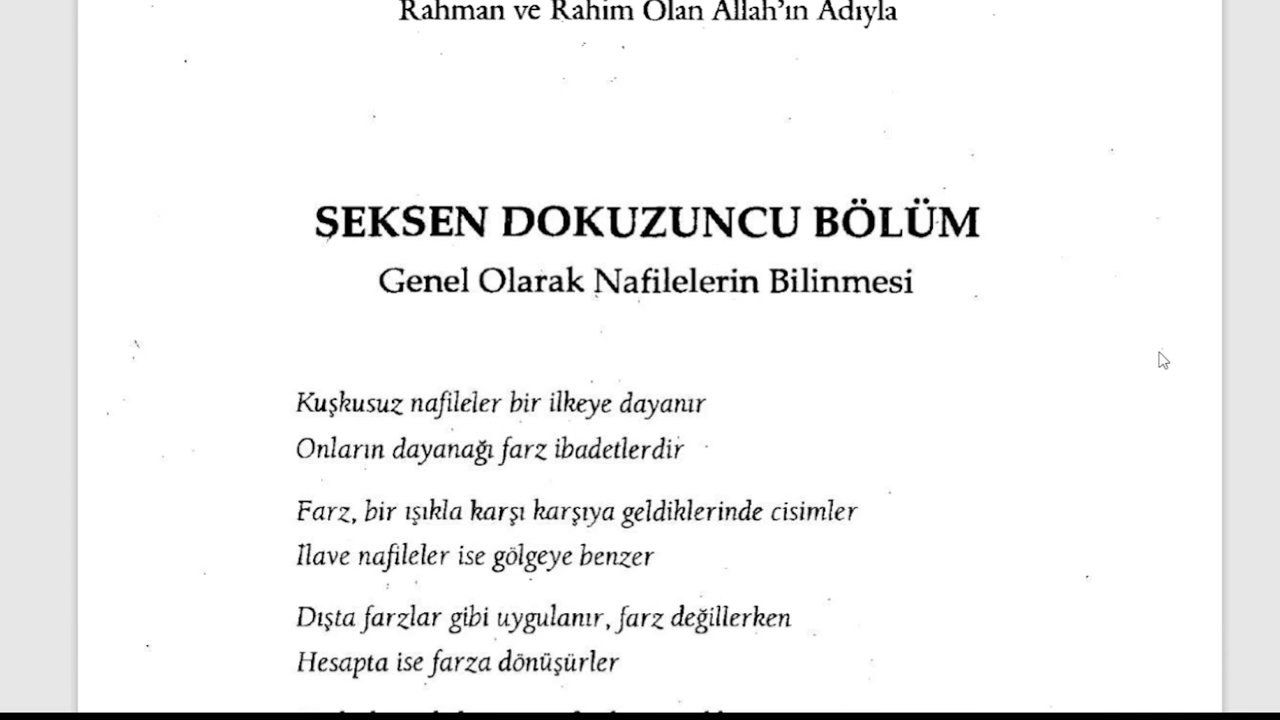 Rahman ve Rahim Olan Allah'ın Adıyla
SEKSEN DOKUZUNCU BÖLÜM
Genel Olarak Nafilelerin Bilinmesi
Kuşkusuz nafileler bir ilkeye dayanır
Onların dayanağı farz ibadetlerdir
Farz, bir ışıkla karşı karşıya geldiklerinde cisimler
İlave nafileler ise gölgeye benzer
Dışta farzlar gibi uygulanır, farz değillerken
Hesapta ise farza dönüşürler